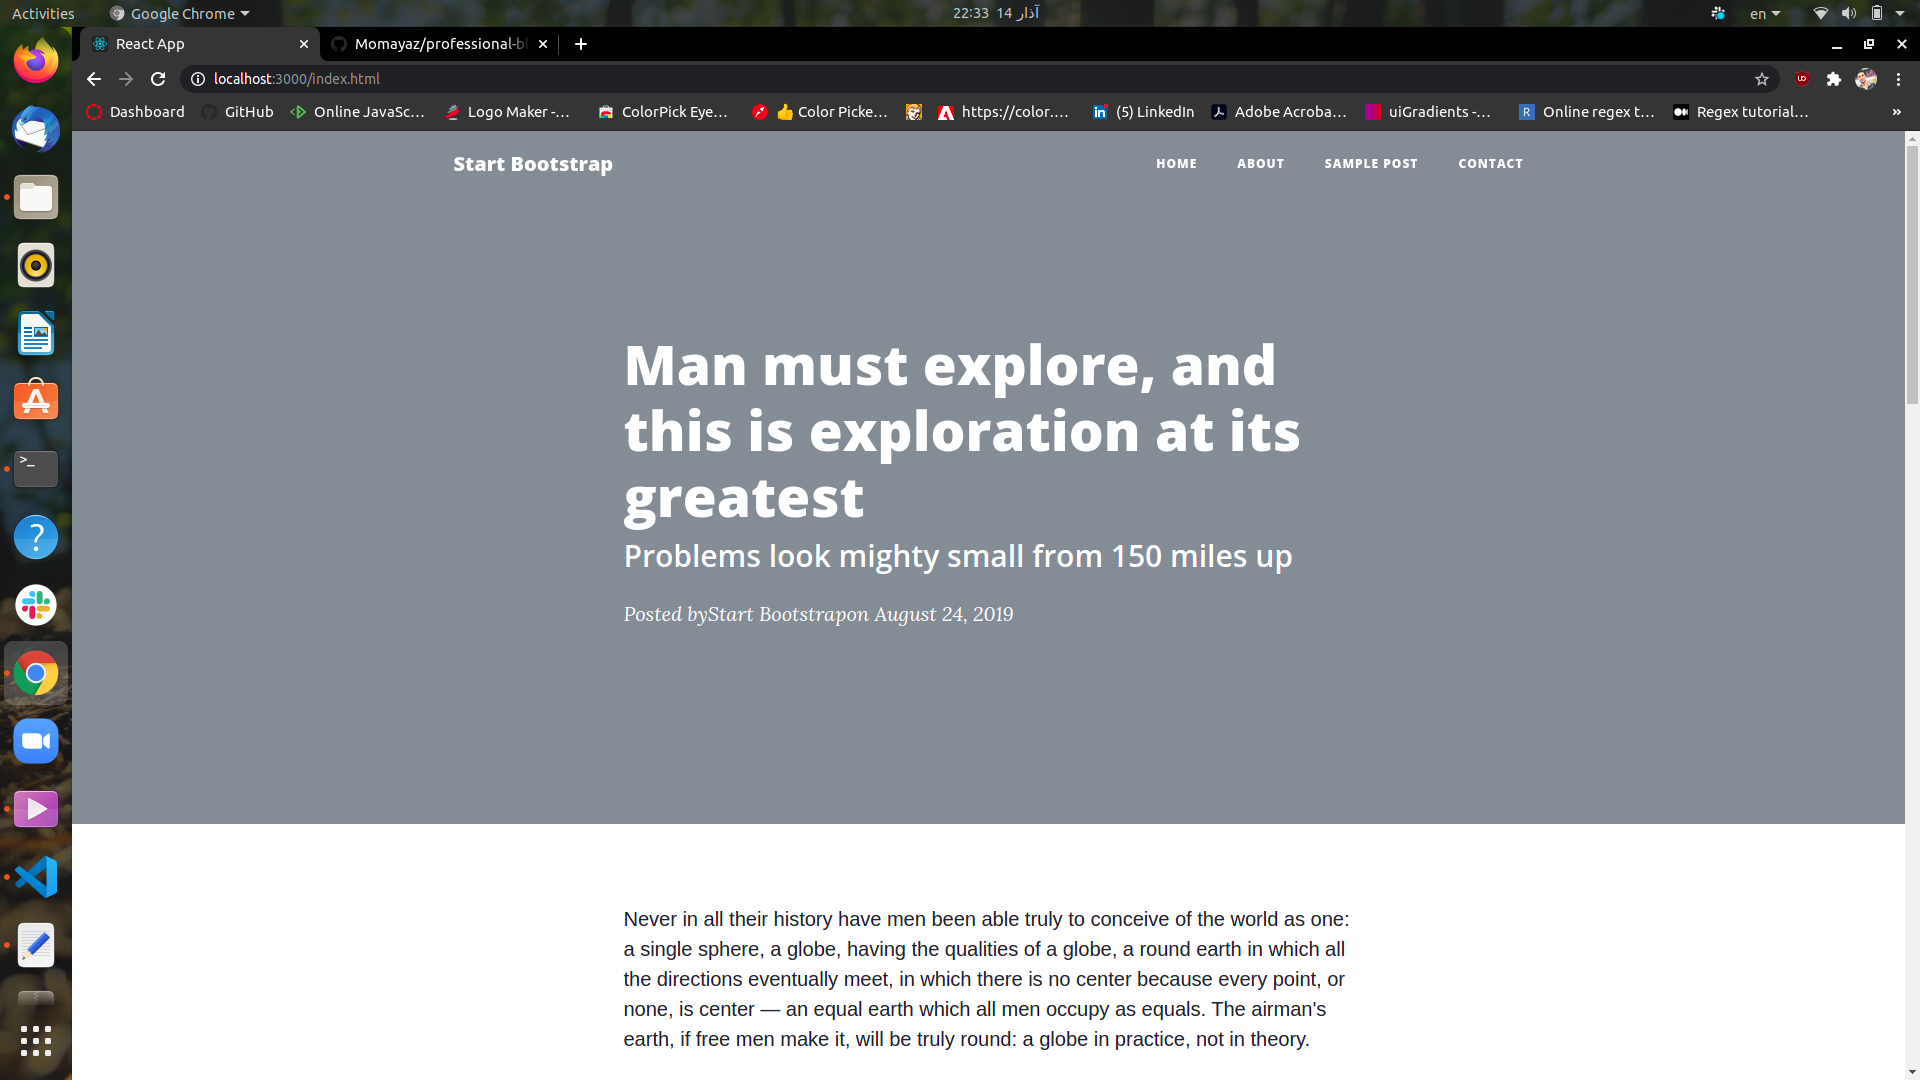 Activities
Google Chrome
22:33 14 آذار
en
React App
Momayaz/professional-b
localhost:3000/index.html
Dashboard
GitHub
Online JavaSc...
Logo Maker -...
ColorPick Eye...
Color Picke...
https://color....
(5) LinkedIn
Adobe Acroba...
uiGradients -...
Online regex t...
Regex tutorial...
»
Start Bootstrap
HOME
ABOUT
SAMPLE POST
CONTACT
Man must explore, and
this is exploration at its
greatest
Problems look mighty small from 150 miles up
Posted byStart Bootstrapon August 24, 2019
Never in all their history have men been able truly to conceive of the world as one:
a single sphere, a globe, having the qualities of a globe, a round earth in which all
the directions eventually meet, in which there is no center because every point, or
none, is center — an equal earth which all men occupy as equals. The airman's
earth, if free men make it, will be truly round: a globe in practice, not in theory.